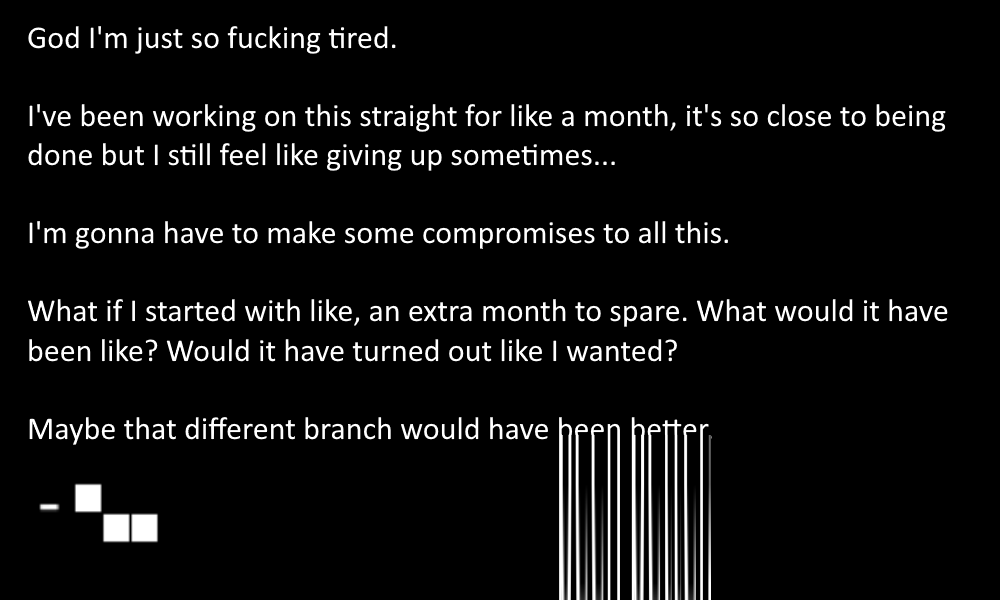 God I'm just so fucking tired.
I've been working on this straight for like a month, it's so close to being
done but I still feel like giving up sometimes...
I'm gonna have to make some compromises to all this.
What if I started with like, an extra month to spare. What would it have
been like? Would it have turned out like I wanted?
Maybe that different branch would have been better.